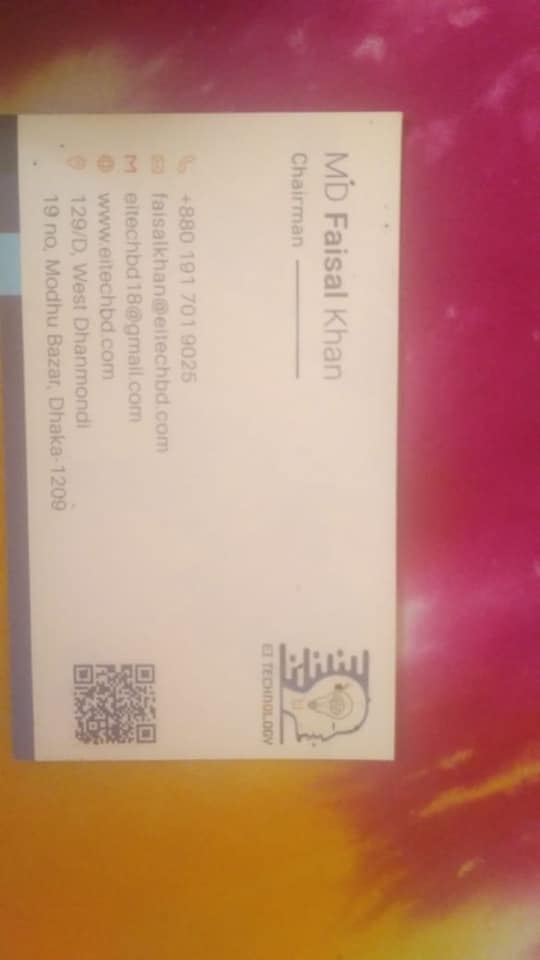 MD Faisal Khan
Chairman
EI TECHNOLOGY
+880 191 701 9025
faisalkhan@eitechbd.com
eitechbd18@gmail.com
www.eitechbd.com
129/D, West Dhanmondi
19 no, Modhu Bazar, Dhaka-1209